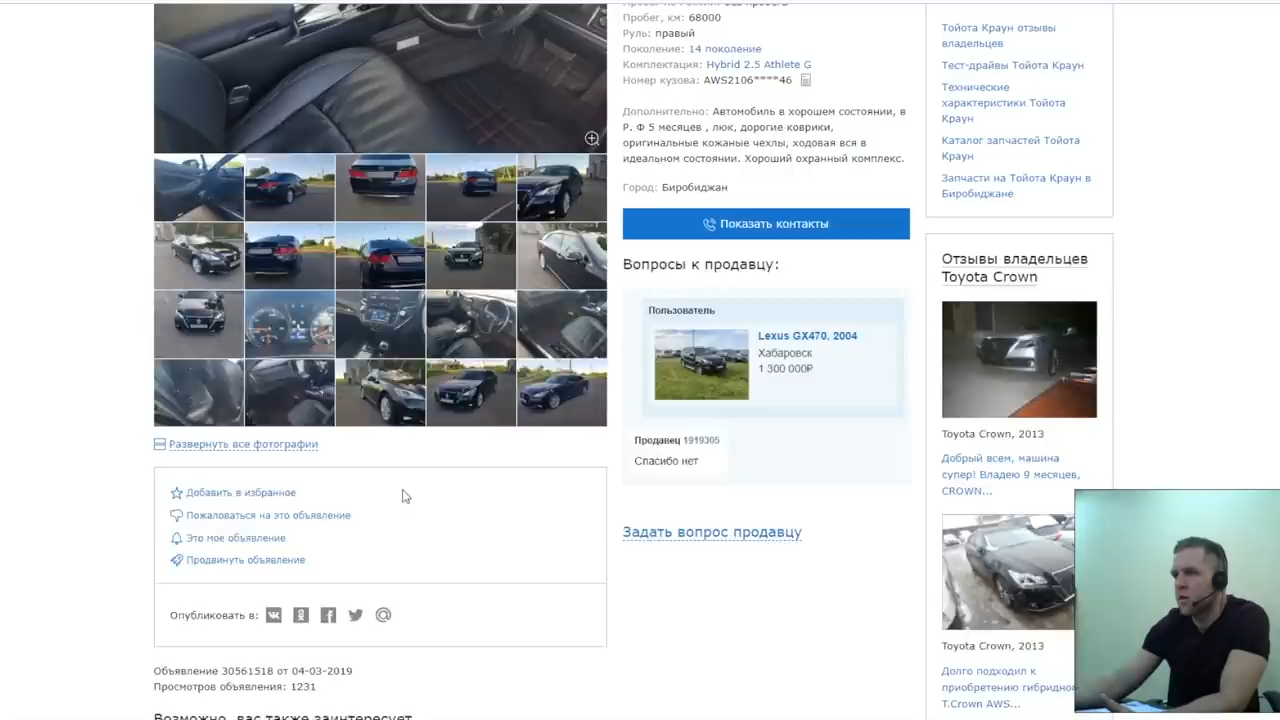 Пробег, км: 68000
Руль: правый
Поколение: 14 поколение
Комплектация: Hybrid 2.5 Athlete G
Номер кузова: AWS2106****46
Дополнительно: Автомобиль в хорошем состоянии, в
Р. Ф 5 месяцев , люк, дорогие коврики,
оригинальные кожаные чехлы, ходовая вся в
идеальном состоянии. Хороший охранный комплекс.
Город: Биробиджан
Показать контакты
Вопросы к продавцу:
Пользователь
Lexus GX470, 2004
Хабаровск
1 300 000₽
Продавец 1919305
Спасибо нет
Задать вопрос продавцу
Развернуть все фотографии
Добавить в избранное
Пожаловаться на это объявление
Это мое объявление
Продвинуть объявление
Опубликовать в:
Объявление 30561518 от 04-03-2019
Просмотров объявления: 1231
Возможно, вас также заинтересует
Тойота Краун отзывы
владельцев
Тест-драйвы Тойота Краун
Технические
характеристики Тойота
Краун
Каталог запчастей Тойота
Краун
Запчасти на Тойота Краун в
Биробиджане
Отзывы владельцев
Toyota Crown
Toyota Crown, 2013
Добрый всем, машина
супер! Владею 9 месяцев,
CROWN...
Toyota Crown, 2013
Долго подходил к
приобретению гибридно
T.Crown AWS...